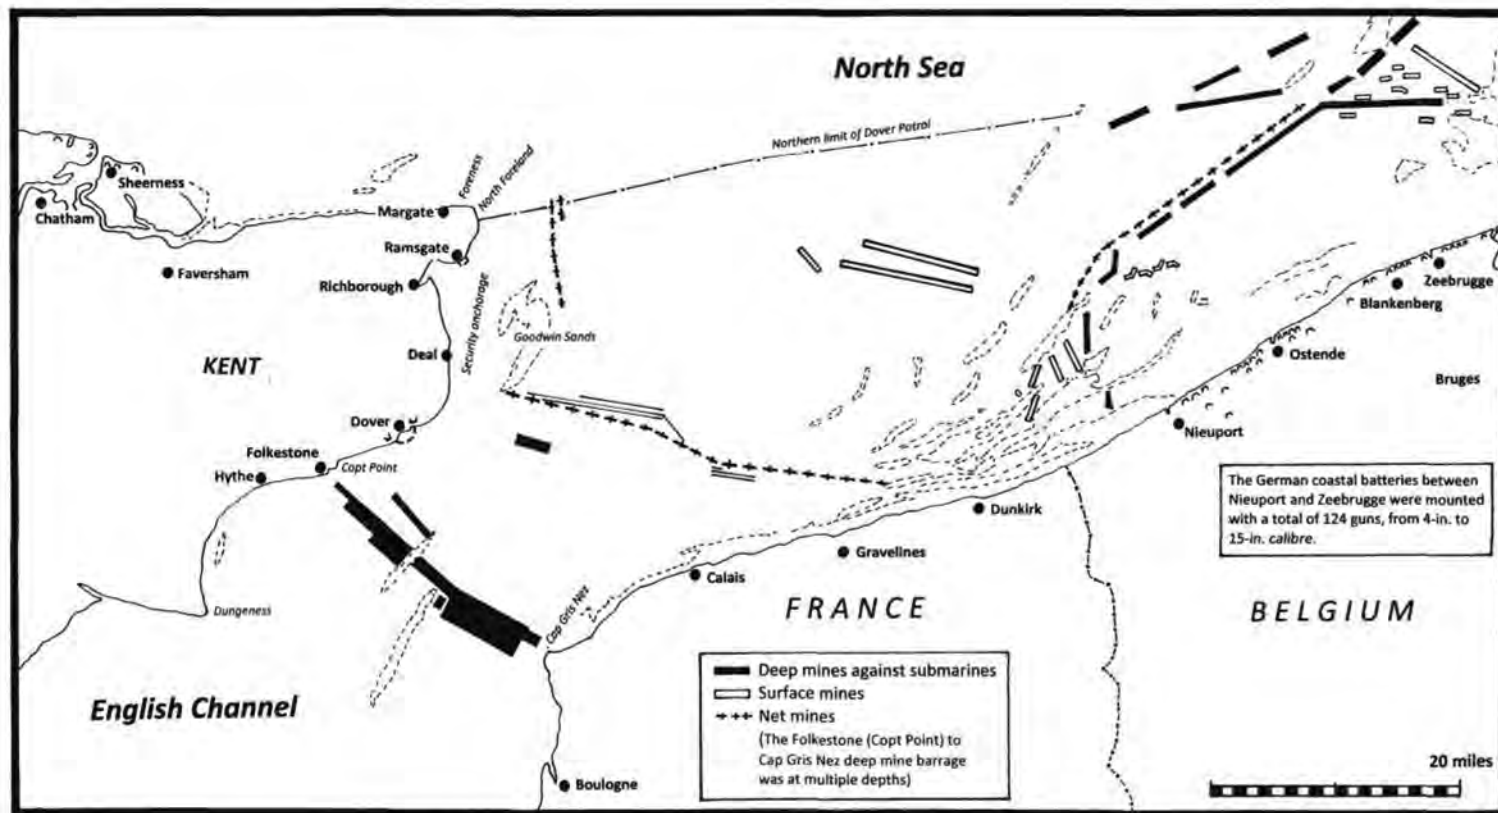 North Sea
Northern limit of Dover Patrol
Foreness
North Foreland
Sheerness
Chatham
Margate
Ramsgate
Faversham
Richborough
Security anchorage
Goodwin Sands
Deal
KENT
Dover
Folkestone
Copt Point
Hythe
Dungeness
Cap Gris Nez
English Channel
Boulogne
Calais
Gravelines
Dunkirk
FRANCE
Zeebrugge
Blankenberg
Ostende
Bruges
Nieuport
The German coastal batteries between
Nieuport and Zeebrugge were mounted
with a total of 124 guns, from 4-in. to
15-in. calibre.
BELGIUM
Deep mines against submarines
Surface mines
Net mines
(The Folkestone (Copt Point) to
Cap Gris Nez deep mine barrage
was at multiple depths)
20 miles